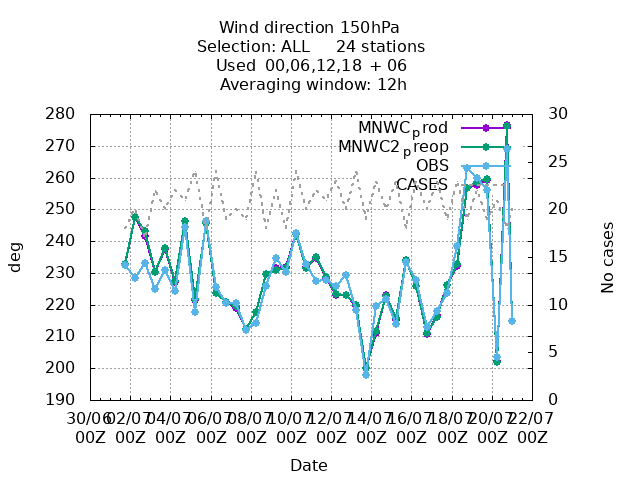 Wind direction 150hPa
Selection: ALL 24 stations
Used 00,06,12,18 + 06
Averaging window: 12h
280 30
MNWCprod
270
MNWC2preop
260 25
OBS
CASES
250 20
240
deg
No cases
230 15
220 10
210
200 5
190 0
30/06 02/07 04/07 06/07 08/07 10/07 12/07 14/07 16/07 18/07 20/07 22/07
00Z 00Z 00Z 00Z 00Z 00Z 00Z 00Z 00Z 00Z 00Z 00Z
Date